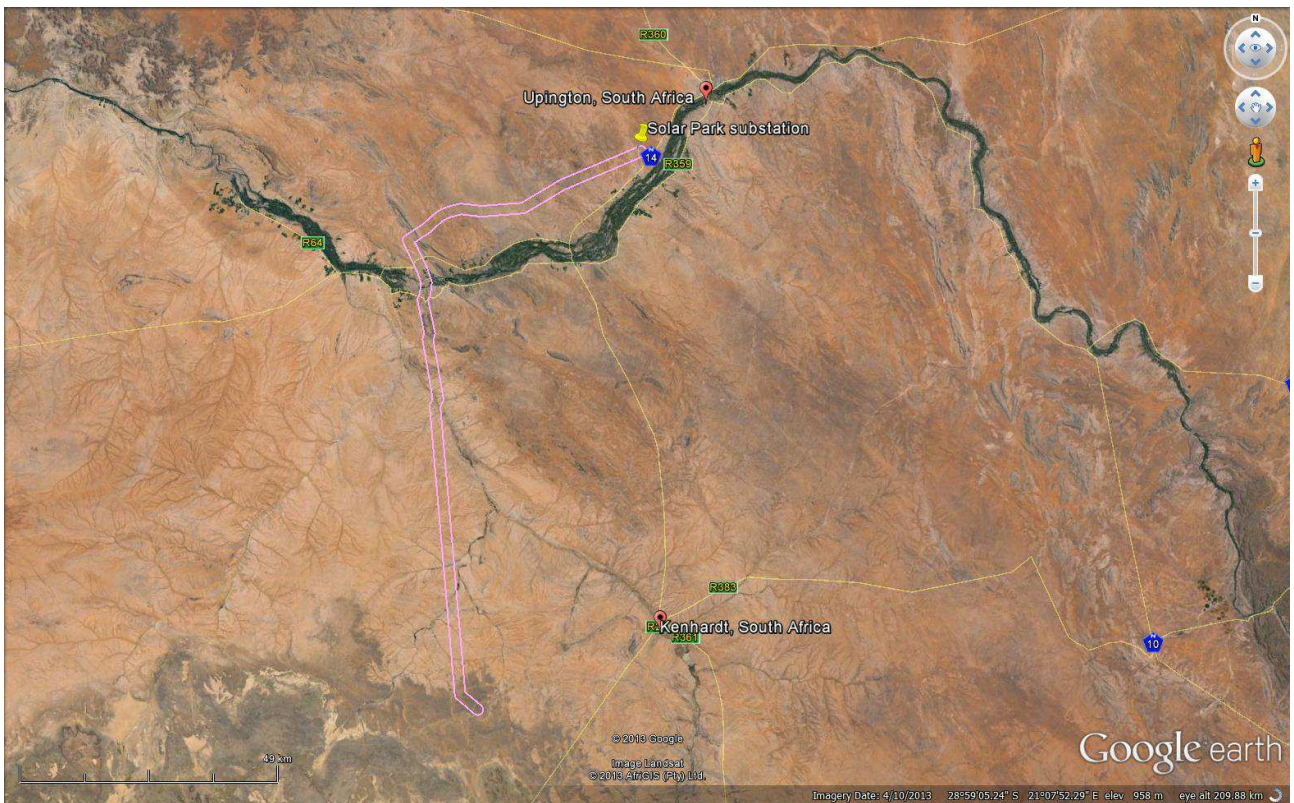 N
R360
Upington, South Africa
Solar Park substation
N
14
R359
R64
R383
Kenhardt, South Africa
R361
N
10
© 2013 Google
Image Landsat
© 2013 AfriGIS (Pty) Ltd.
49 km
Google earth
Imagery Date: 4/10/2013 28°59'05.24" S 21°07'52.29" E elev 958 m eye alt 209.88 km